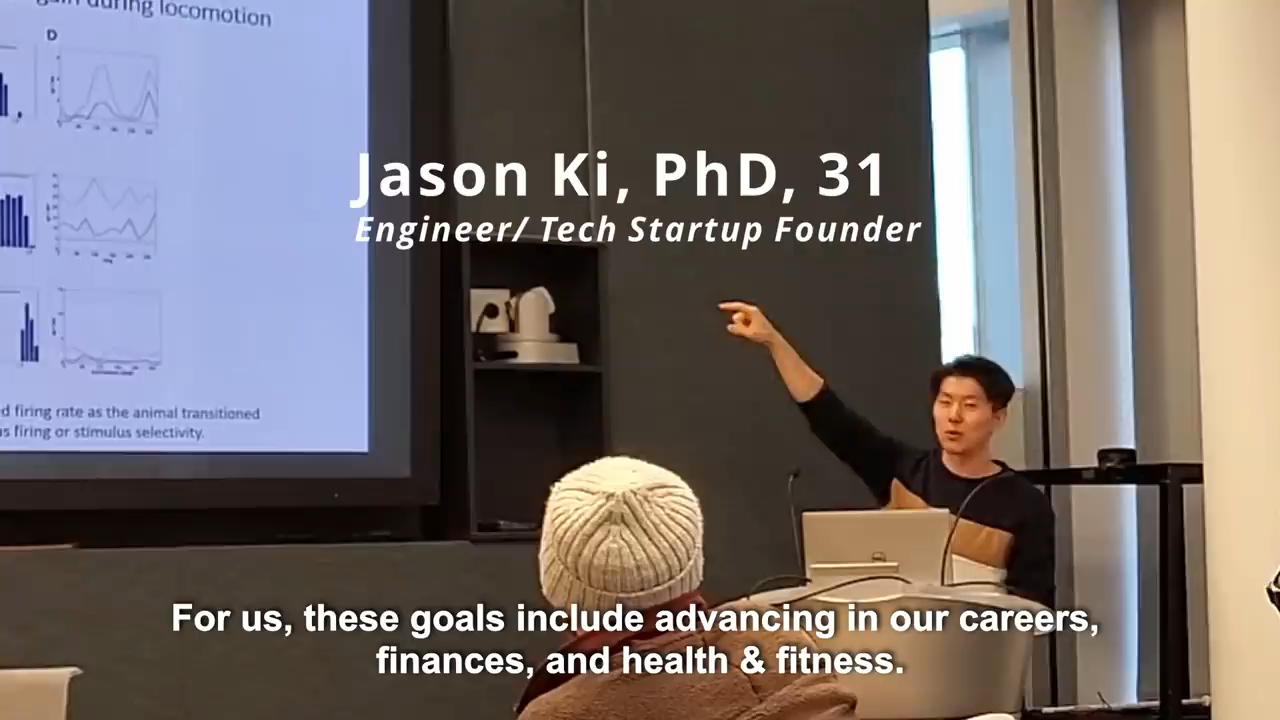 during locomotion
D
Jason Ki, PhD, 31
Engineer/ Tech Startup Founder
firing rate as the animal transitioned
firing or stimulus selectivity.
DELL
For us, these goals include advancing in our careers,
finances, and health & fitness.